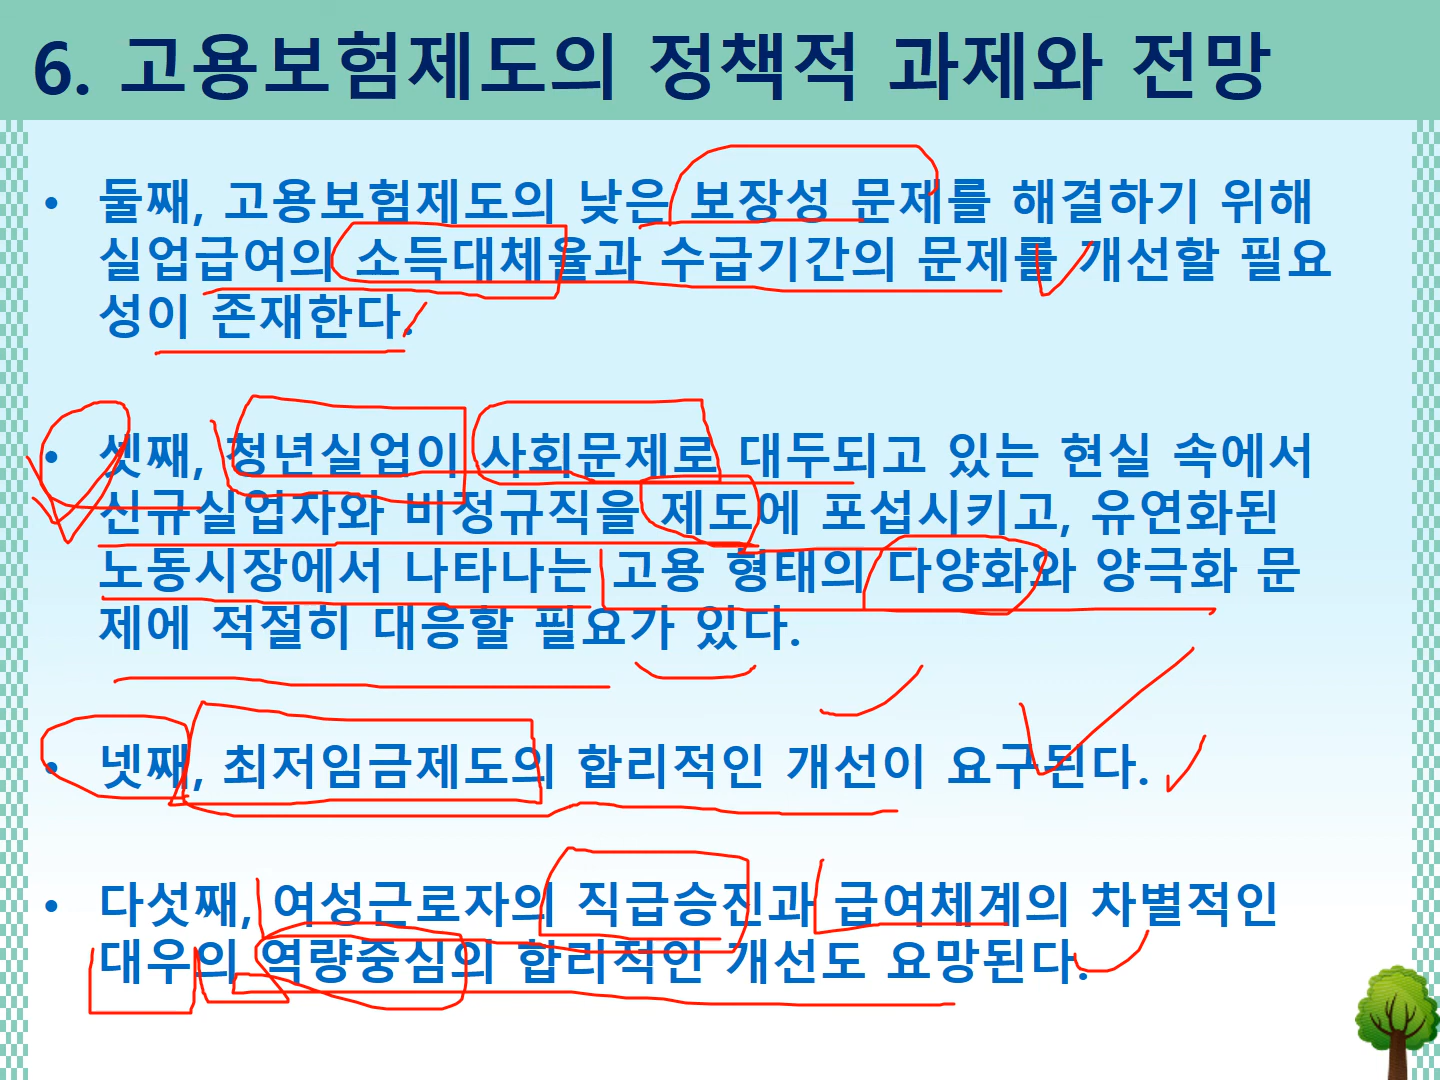 6. 고용보험제도의 정책적 과제와 전망
• 둘째, 고용보험제도의 낮은 보장성 문제를 해결하기 위해
실업급여의 소득대체율과 수급기간의 문제를 개선할 필요
성이 존재한다.
• 셋째, 청년실업이 사회문제로 대두되고 있는 현실 속에서
신규실업자와 비정규직을 제도에 포섭시키고, 유연화된
노동시장에서 나타나는 고용 형태의 다양화와 양극화 문
제에 적절히 대응할 필요가 있다.
• 넷째, 최저임금제도의 합리적인 개선이 요구된다.
• 다섯째, 여성근로자의 직급승진과 급여체계의 차별적인
대우의 역량중심의 합리적인 개선도 요망된다.